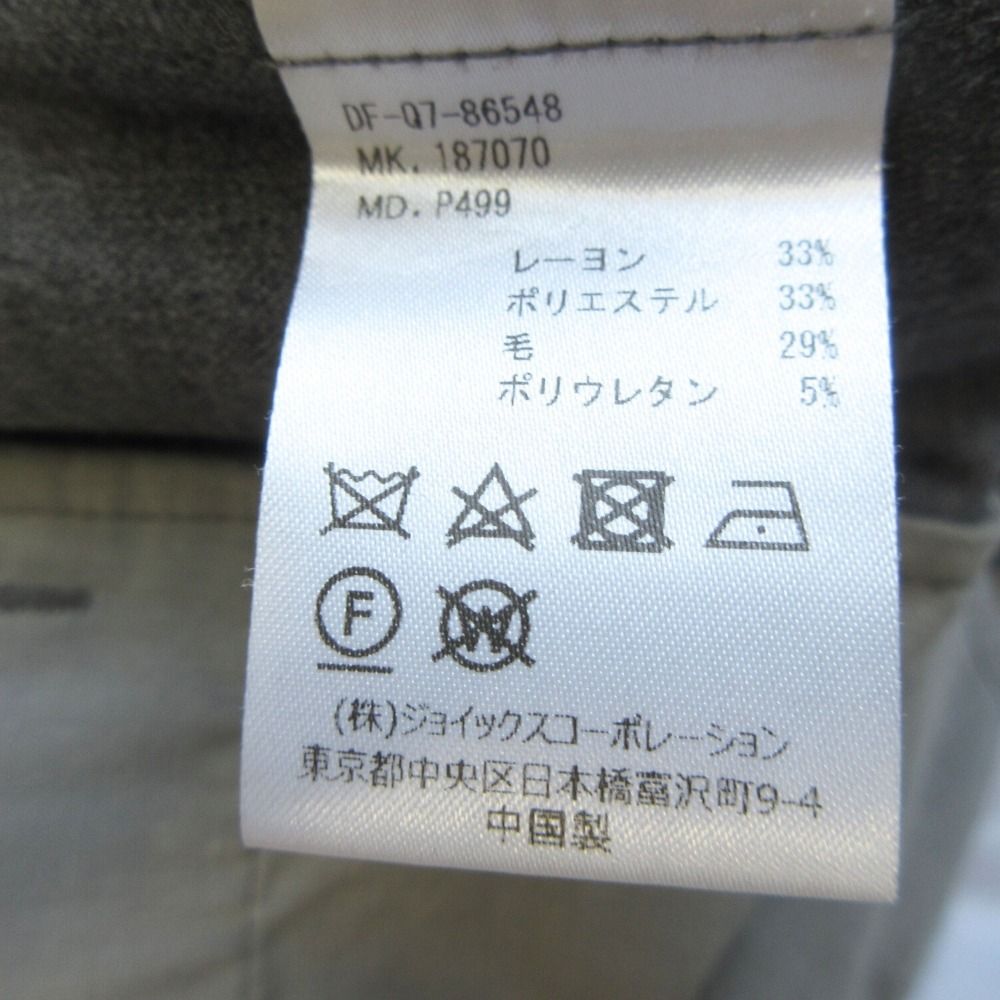 DF-Q7-86548
MK. 187070
MD. P499
レーヨン 33%
ポリエステル 33%
毛 29%
ポリウレタン 5%
F
W
(株)ジョイックスコーポレーション
東京都中央区日本橋富沢町9-4
中国製